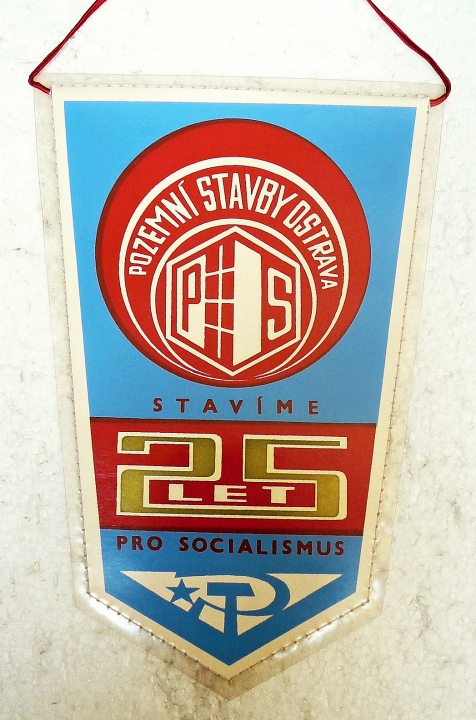 POZEMNÍ STAVBY OSTRAVA
P S
STAVÍME
25
LET
PRO SOCIALISMUS